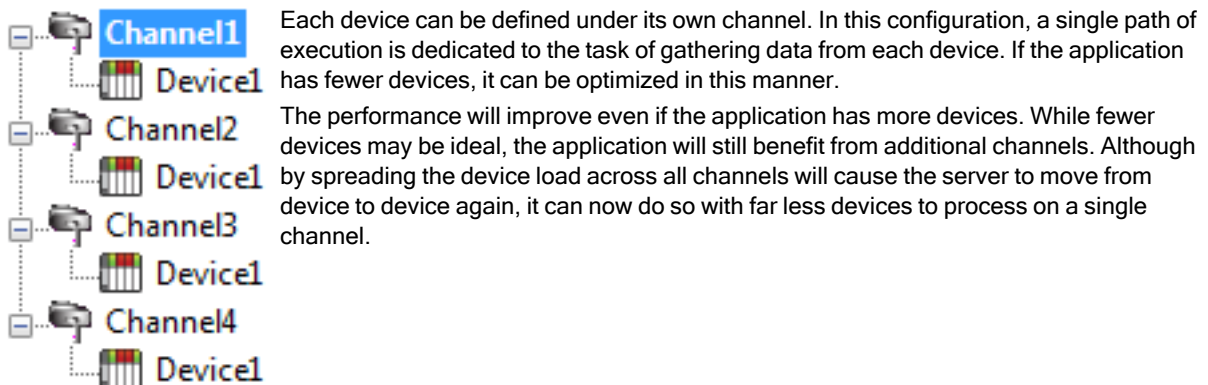 Channel1
Device1
Channel2
Device1
Channel3
Device1
Channel4
Device1
Each device can be defined under its own channel. In this configuration, a single path of
execution is dedicated to the task of gathering data from each device. If the application
has fewer devices, it can be optimized in this manner.
The performance will improve even if the application has more devices. While fewer
devices may be ideal, the application will still benefit from additional channels. Although
by spreading the device load across all channels will cause the server to move from
device to device again, it can now do so with far less devices to process on a single
channel.